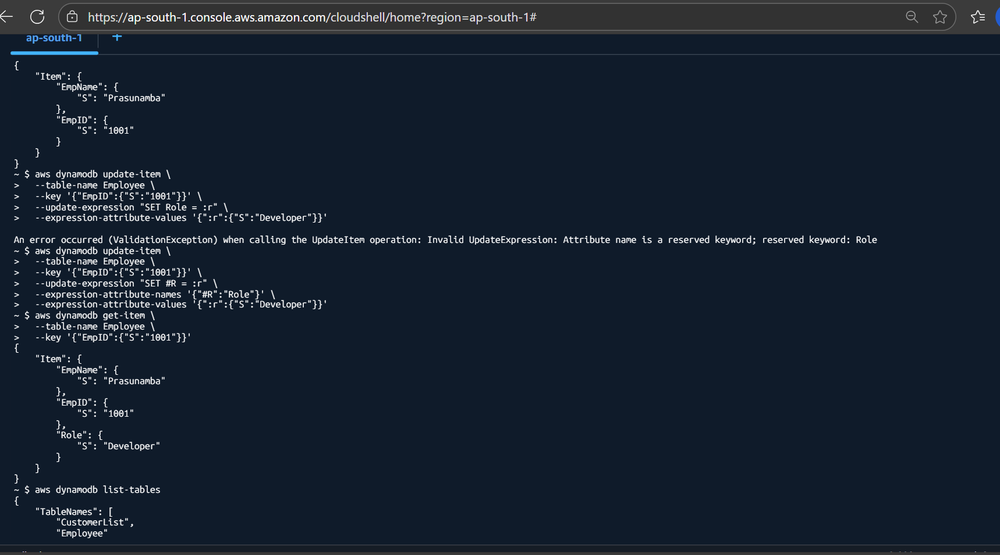 https://ap-south-1.console.aws.amazon.com/cloudshell/home?region=ap-south-1#
ap-south-1 +
{
    "Item": {
        "EmpName": {
            "S": "Prasunamba"
        },
        "EmpID": {
            "S": "1001"
        }
    }
}
~ $ aws dynamodb update-item \
>   --table-name Employee \
>   --key '{"EmpID":{"S":"1001"}}' \
>   --update-expression "SET Role = :r" \
>   --expression-attribute-values '{":r":{"S":"Developer"}}'
An error occurred (ValidationException) when calling the UpdateItem operation: Invalid UpdateExpression: Attribute name is a reserved keyword; reserved keyword: Role
~ $ aws dynamodb update-item \
>   --table-name Employee \
>   --key '{"EmpID":{"S":"1001"}}' \
>   --update-expression "SET #R = :r" \
>   --expression-attribute-names '{"#R":"Role"}' \
>   --expression-attribute-values '{":r":{"S":"Developer"}}'
~ $ aws dynamodb get-item \
>   --table-name Employee \
>   --key '{"EmpID":{"S":"1001"}}'
{
    "Item": {
        "EmpName": {
            "S": "Prasunamba"
        },
        "EmpID": {
            "S": "1001"
        },
        "Role": {
            "S": "Developer"
        }
    }
}
~ $ aws dynamodb list-tables
{
    "TableNames": [
        "CustomerList",
        "Employee"